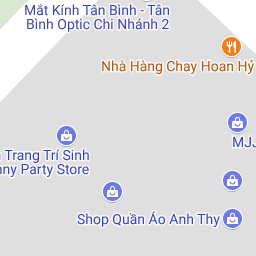 Mắt Kính Tân Bình - Tân
Bình Optic Chi Nhánh 2
Nhà Hàng Chay Hoan Hỷ
MJJ
Trang Trí Sinh
Party Store
Shop Quần Áo Anh Thy